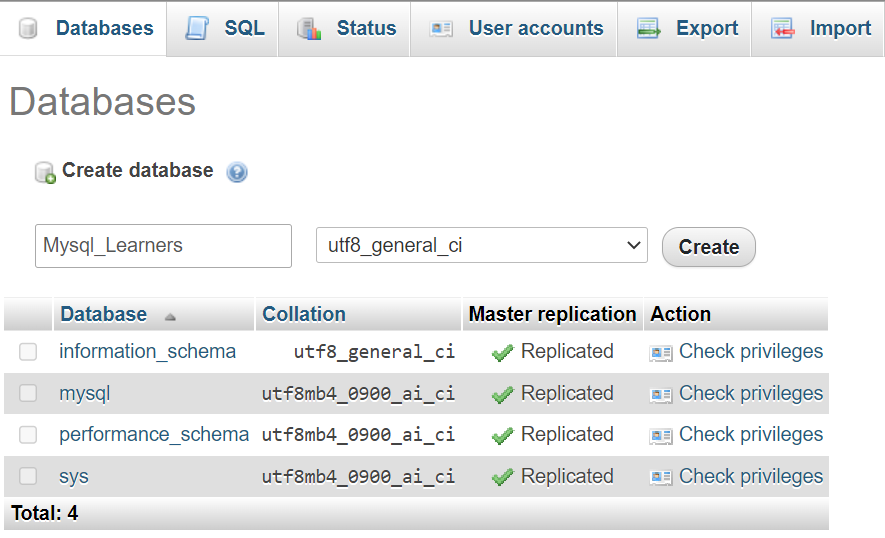 Databases SQL Status User accounts Export Import
Databases
Create database
Mysql_Learners utf8_general_ci Create
Database Collation Master replication Action
information_schema utf8_general_ci Replicated Check privileges
mysql utf8mb4_0900_ai_ci Replicated Check privileges
performance_schema utf8mb4_0900_ai_ci Replicated Check privileges
sys utf8mb4_0900_ai_ci Replicated Check privileges
Total: 4